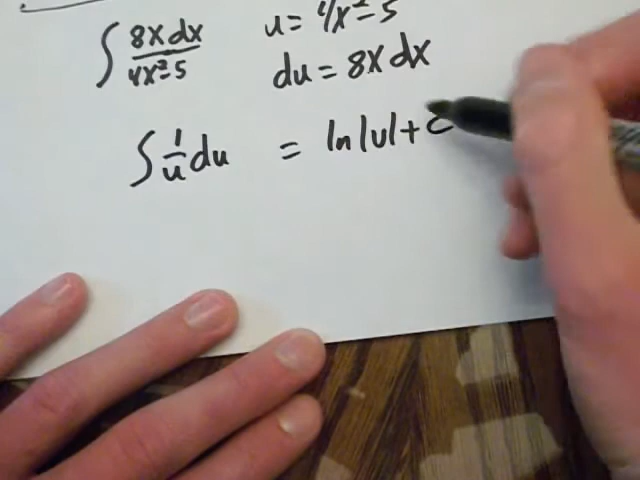 ∫ 8x dx / 4x²-5 u = 4x²-5
du = 8x dx
∫ 1/u du = ln|u| + c